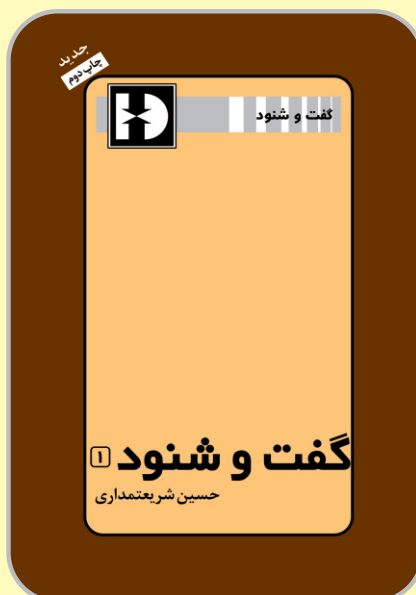 جدید
چاپ دوم
گفت و شنود
گفت و شنود ۱
حسین شریعتمداری